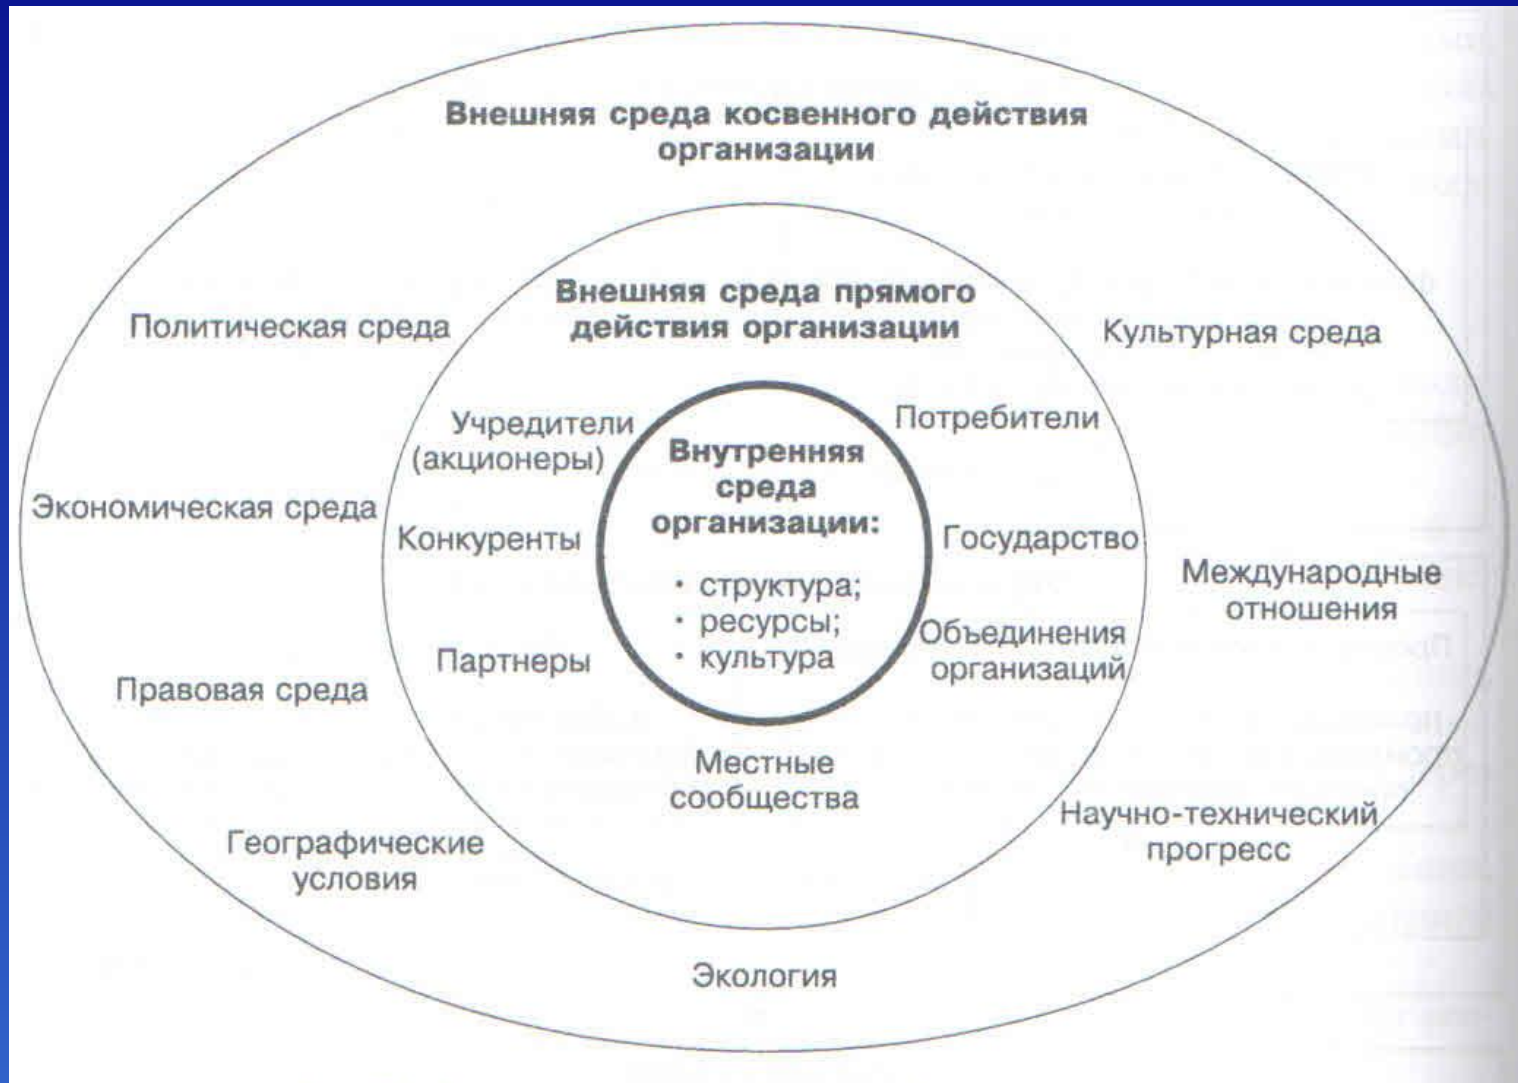 Внешняя среда косвенного действия
организации
Внешняя среда прямого
действия организации
Политическая среда
Культурная среда
Учредители
(акционеры)
Потребители
Внутренняя
среда
организации:
• структура;
• ресурсы;
• культура
Экономическая среда
Конкуренты
Государство
Международные
отношения
Партнеры
Объединения
организаций
Правовая среда
Местные
сообщества
Географические
условия
Научно-технический
прогресс
Экология